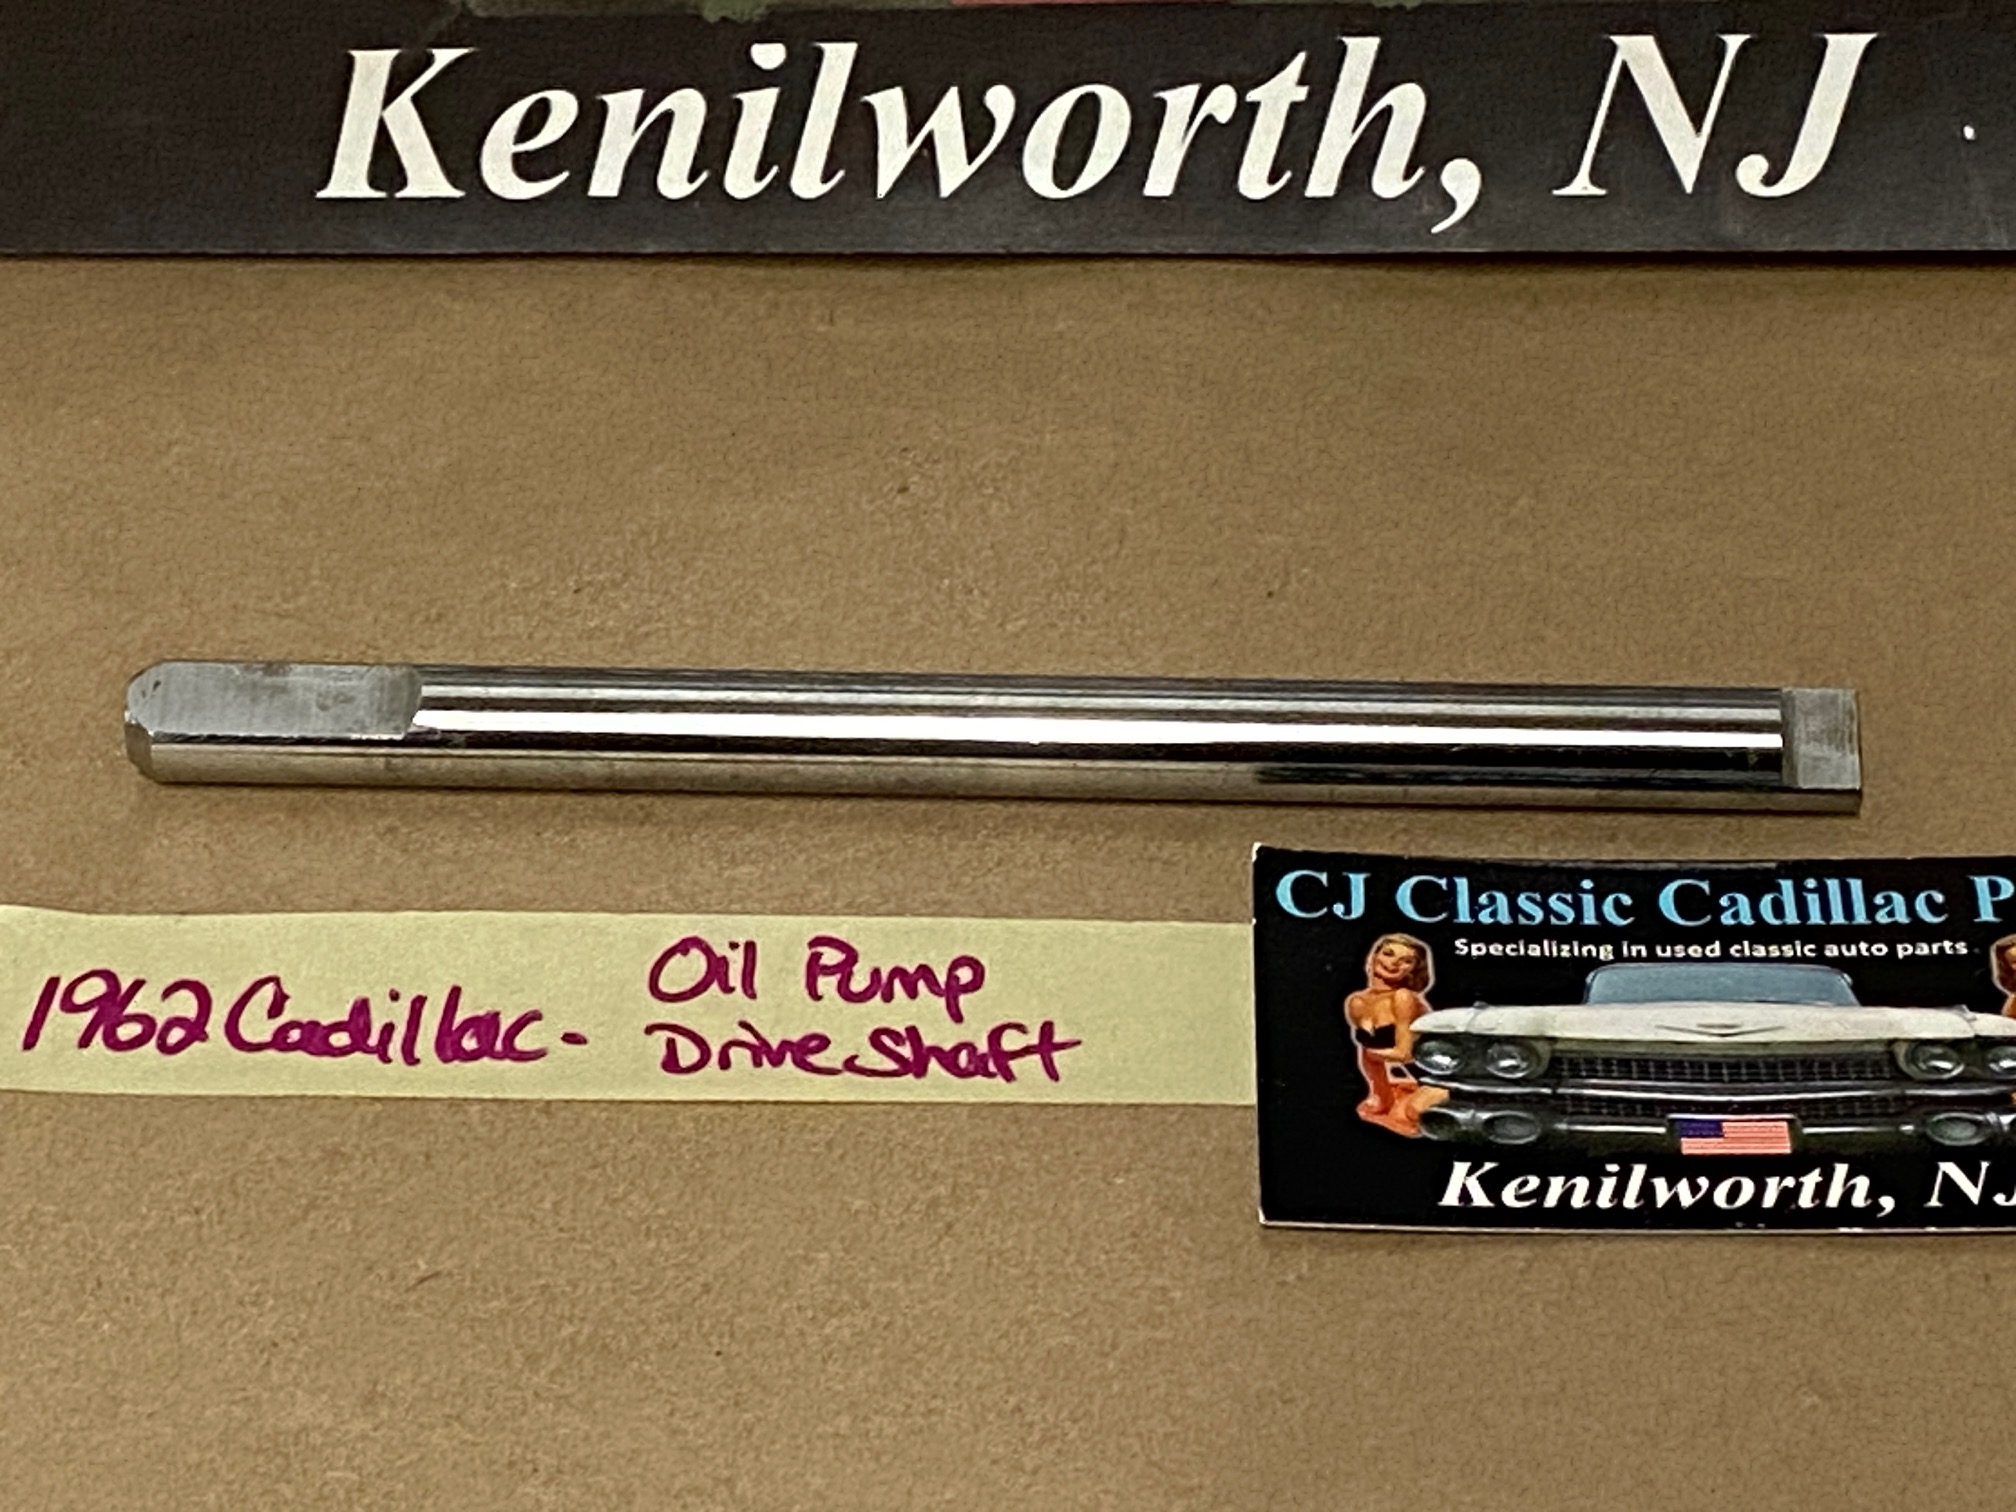 Kenilworth, NJ
1962 Cadillac - Oil Pump
Drive Shaft
CJ Classic Cadillac P
Specializing in used classic auto parts
Kenilworth, NJ